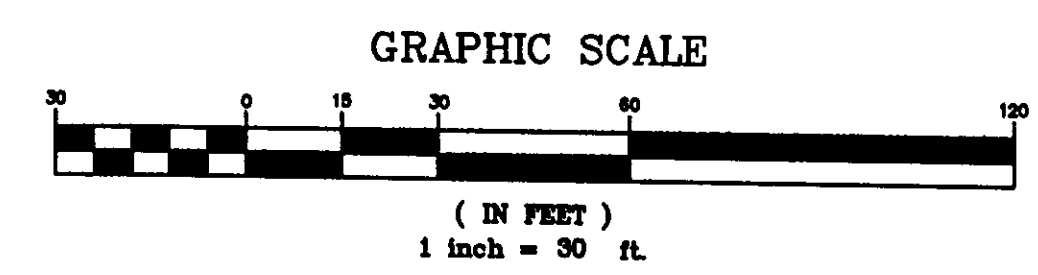 GRAPHIC SCALE
30 0 15 30 60 120
( IN FEET )
1 inch = 30 ft.